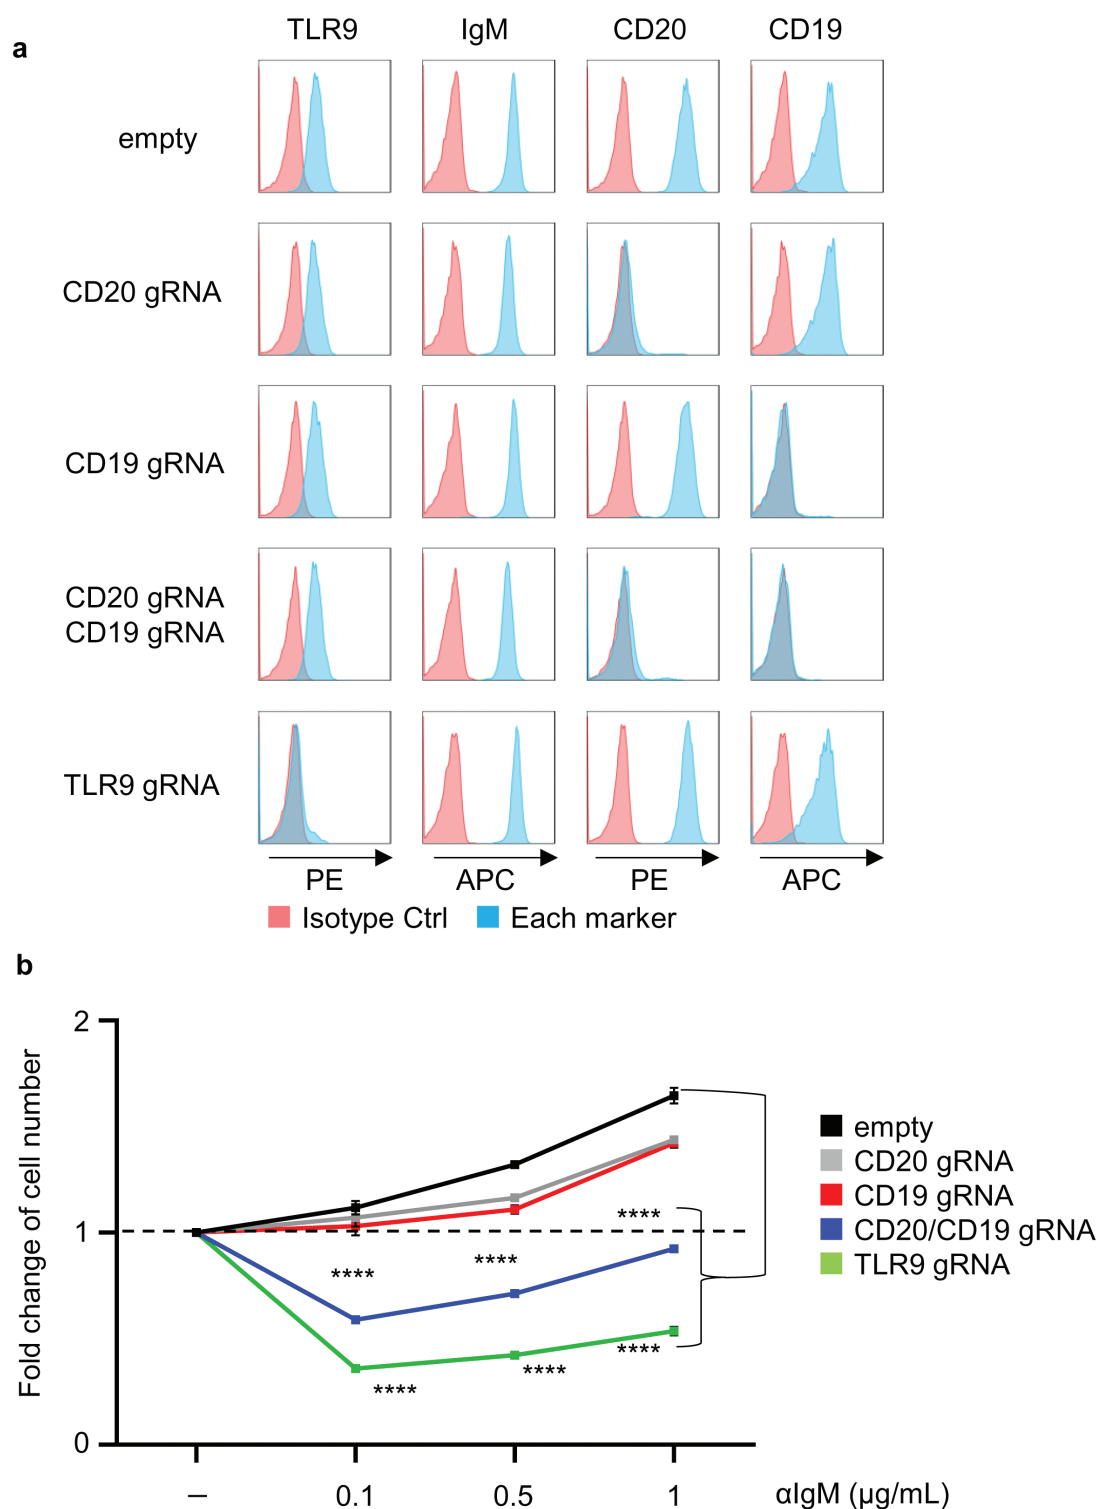 a
TLR9 IgM CD20 CD19
empty
CD20 gRNA
CD19 gRNA
CD20 gRNA
CD19 gRNA
TLR9 gRNA
PE APC PE APC
Isotype Ctrl Each marker
b
Fold change of cell number
2
1
0
**** **** ****
**** **** ****
empty
CD20 gRNA
CD19 gRNA
CD20/CD19 gRNA
TLR9 gRNA
– 0.1 0.5 1 αIgM (μg/mL)